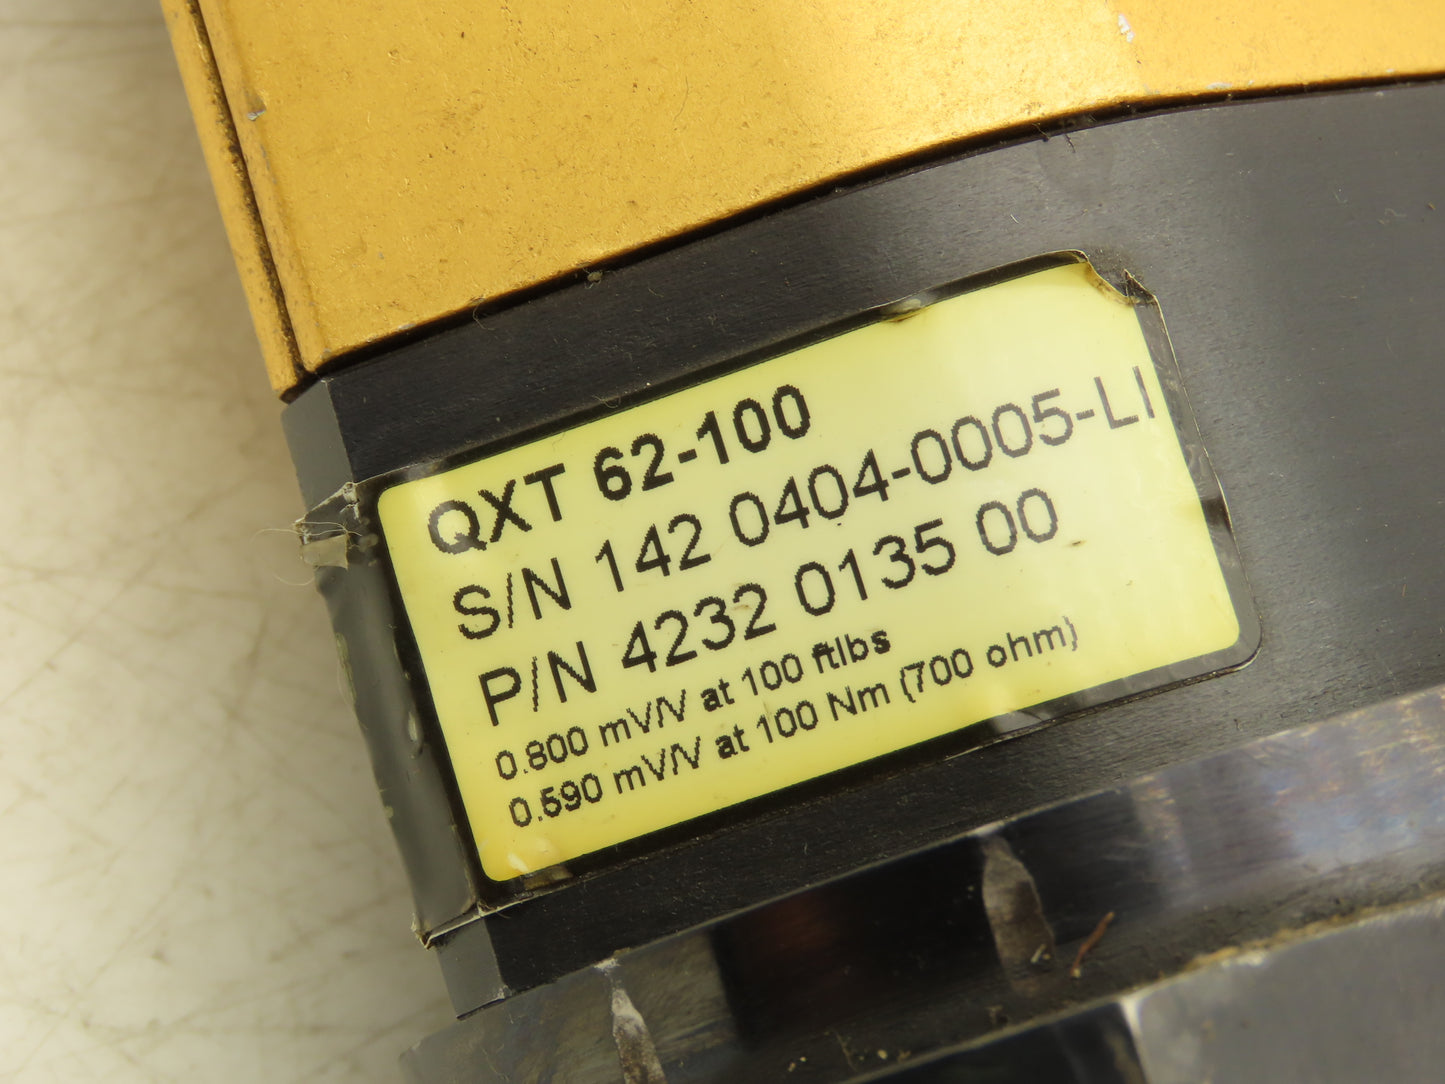 QXT 62-100
S/N 142 0404-0005-LI
P/N 4232 0135 00
0.800 mV/V at 100 ftlbs
0.590 mV/V at 100 Nm (700 ohm)